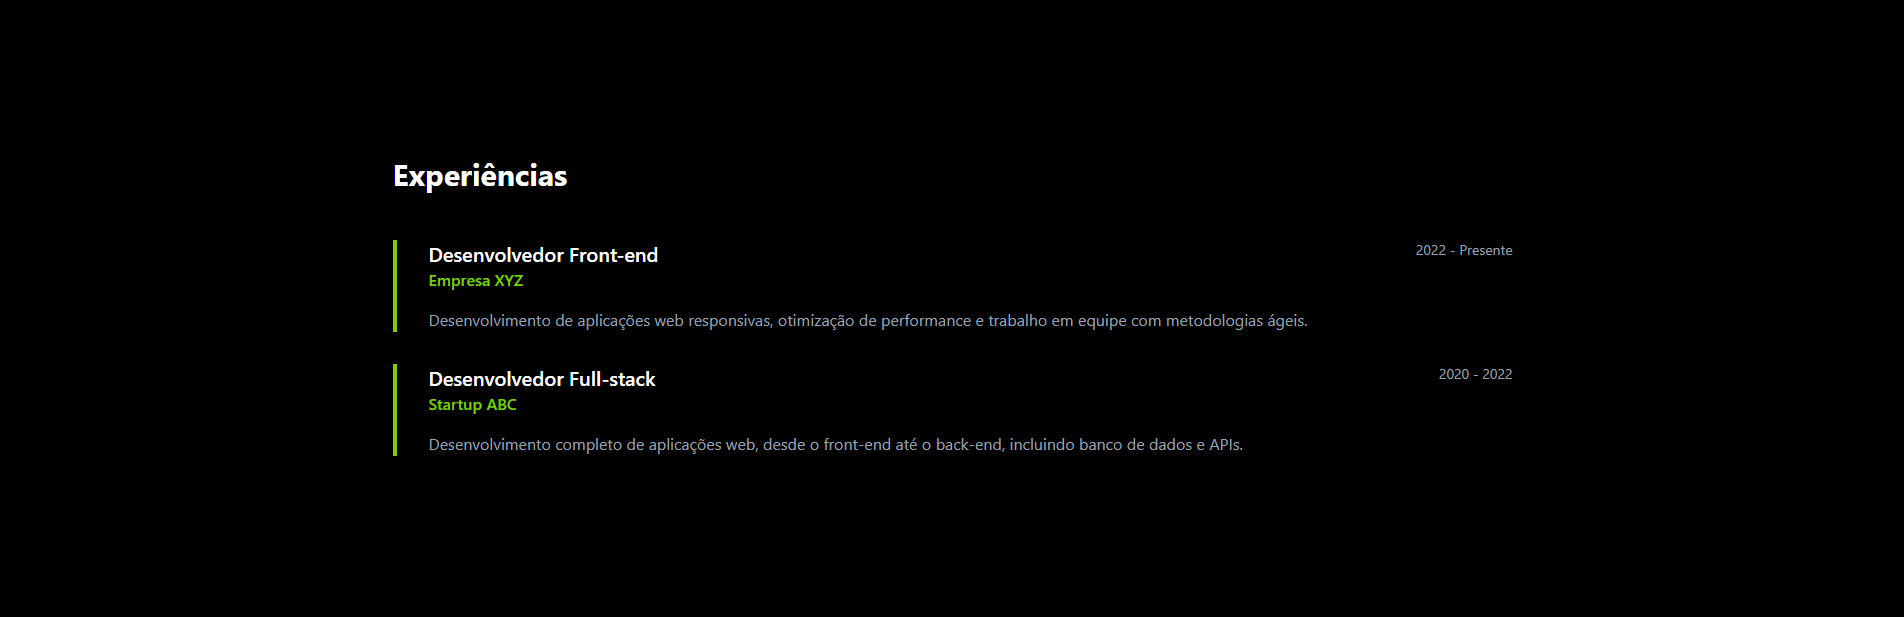 Experiências
Desenvolvedor Front-end
2022 - Presente
Empresa XYZ
Desenvolvimento de aplicações web responsivas, otimização de performance e trabalho em equipe com metodologias ágeis.
Desenvolvedor Full-stack
2020 - 2022
Startup ABC
Desenvolvimento completo de aplicações web, desde o front-end até o back-end, incluindo banco de dados e APIs.